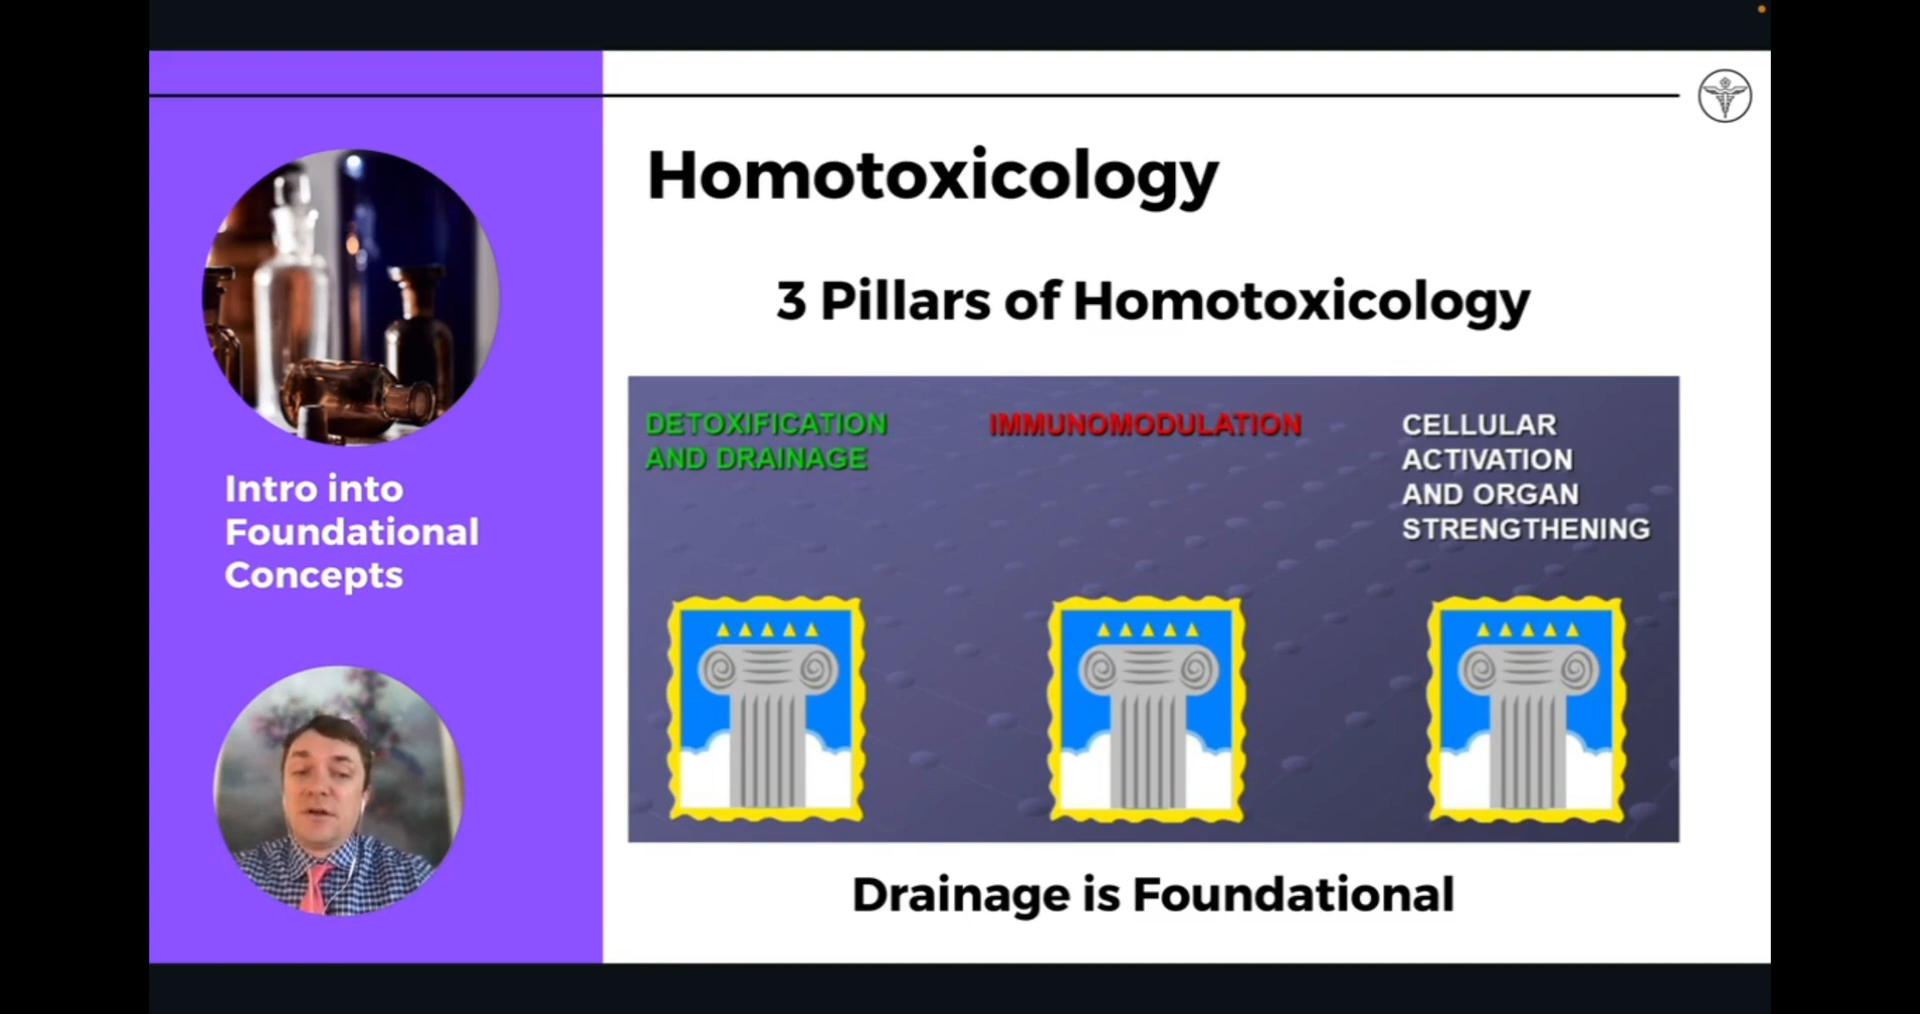 Homotoxicology
3 Pillars of Homotoxicology
DETOXIFICATION
AND DRAINAGE
IMMUNOMODULATION
CELLULAR
ACTIVATION
AND ORGAN
STRENGTHENING
Drainage is Foundational
Intro into
Foundational
Concepts